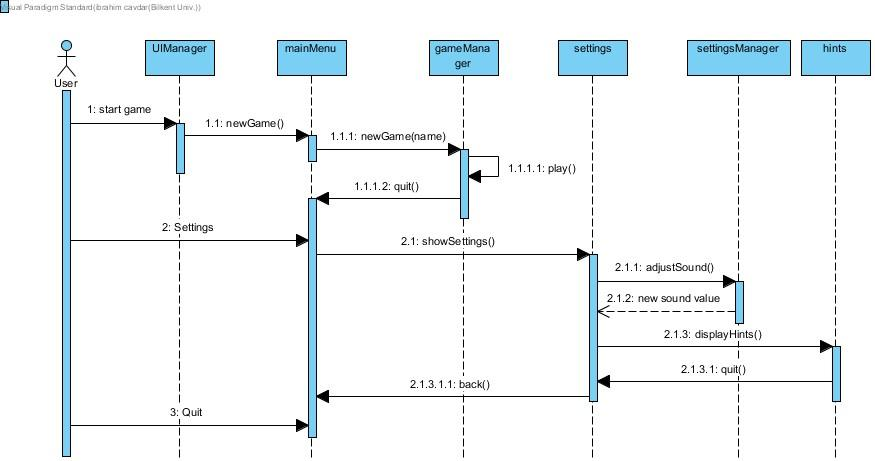 Visual Paradigm Standard(ibrahim cavdar(Bilkent Univ.))
UIManager
mainMenu
gameMana
ger
settings
settingsManager
hints
User
1: start game
1.1: newGame()
1.1.1: newGame(name)
1.1.1.1: play()
1.1.1.2: quit()
2: Settings
2.1: showSettings()
2.1.1: adjustSound()
2.1.2: new sound value
2.1.3: displayHints()
2.1.3.1: quit()
2.1.3.1.1: back()
3: Quit